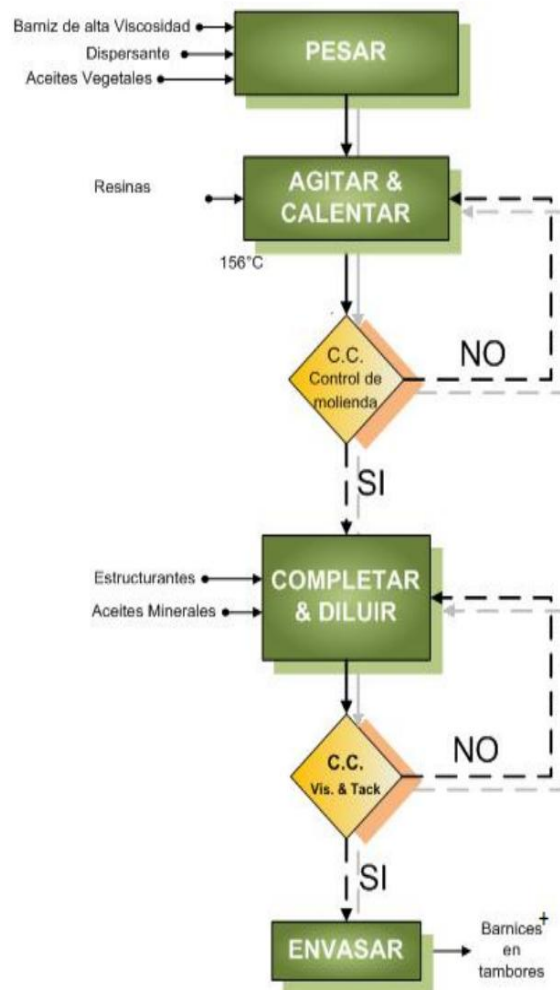 Barniz de alta Viscosidad
Dispersante
Aceites Vegetales
PESAR
Resinas
AGITAR &
CALENTAR
156°C
C.C.
Control de
molienda
NO
SI
Estructurantes
Aceites Minerales
COMPLETAR
& DILUIR
C.C.
Vis. & Tack
NO
SI
ENVASAR
Barnices
en
tambores